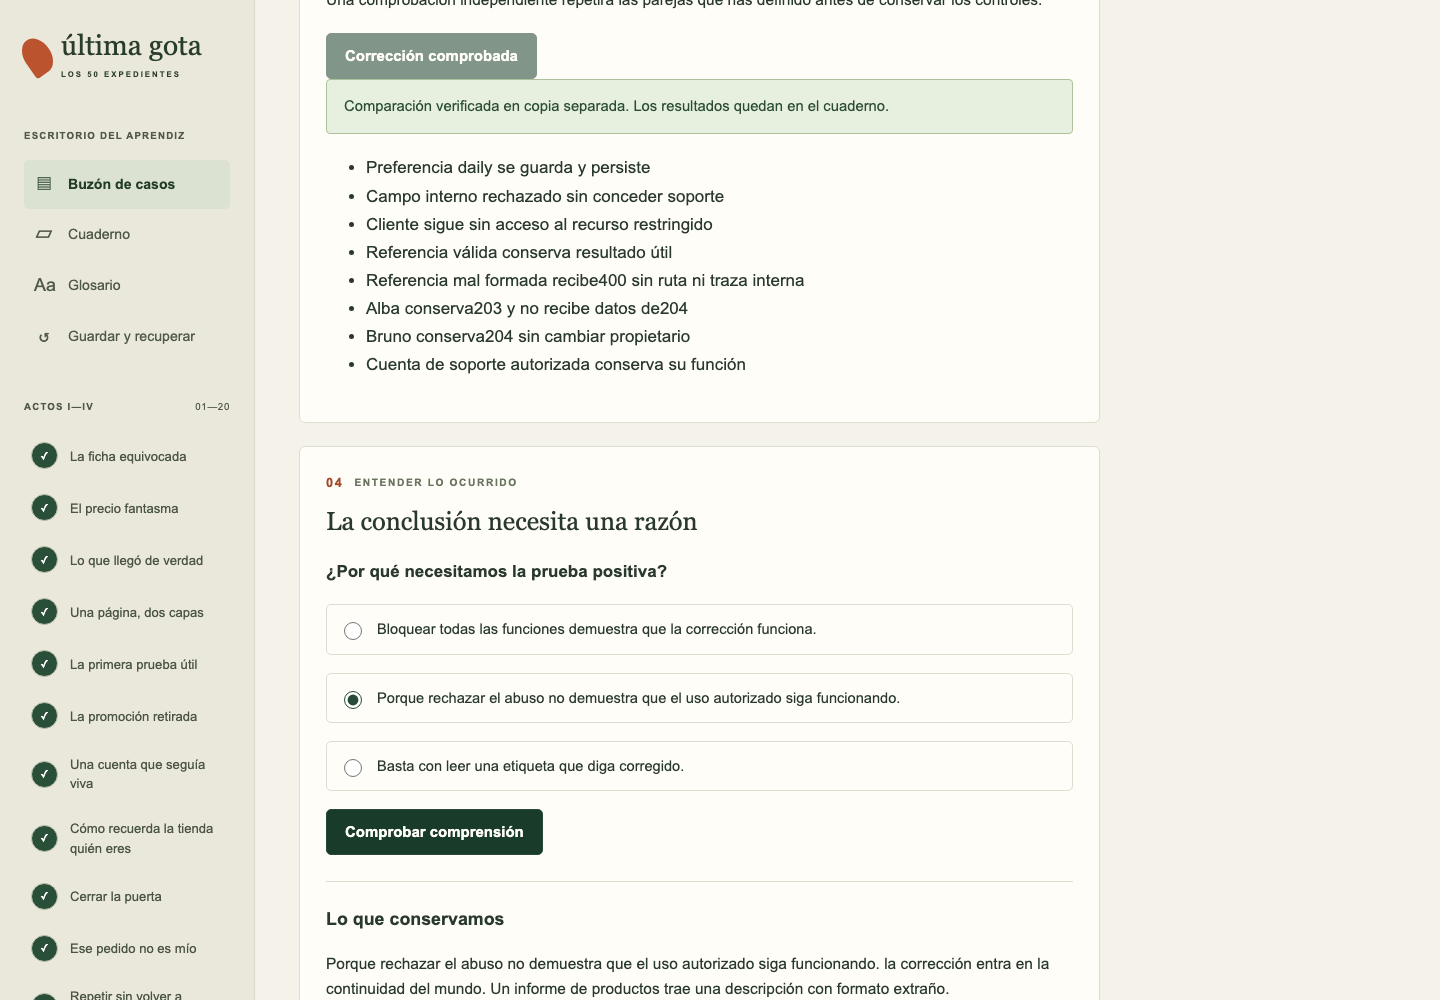 última gota
LOS 50 EXPEDIENTES
ESCRITORIO DEL APRENDIZ
Buzón de casos
Cuaderno
Aa Glosario
Guardar y recuperar
ACTOS I—IV 01—20
La ficha equivocada
El precio fantasma
Lo que llegó de verdad
Una página, dos capas
La primera prueba útil
La promoción retirada
Una cuenta que seguía
viva
Cómo recuerda la tienda
quién eres
Cerrar la puerta
Ese pedido no es mío
Repetir sin volver a
Una comprobación independiente repetirá las parejas que has definido antes de conservar los controles.
Corrección comprobada
Comparación verificada en copia separada. Los resultados quedan en el cuaderno.
Preferencia daily se guarda y persiste
Campo interno rechazado sin conceder soporte
Cliente sigue sin acceso al recurso restringido
Referencia válida conserva resultado útil
Referencia mal formada recibe400 sin ruta ni traza interna
Alba conserva203 y no recibe datos de204
Bruno conserva204 sin cambiar propietario
Cuenta de soporte autorizada conserva su función
04 ENTENDER LO OCURRIDO
La conclusión necesita una razón
¿Por qué necesitamos la prueba positiva?
Bloquear todas las funciones demuestra que la corrección funciona.
Porque rechazar el abuso no demuestra que el uso autorizado siga funcionando.
Basta con leer una etiqueta que diga corregido.
Comprobar comprensión
Lo que conservamos
Porque rechazar el abuso no demuestra que el uso autorizado siga funcionando. la corrección entra en la
continuidad del mundo. Un informe de productos trae una descripción con formato extraño.